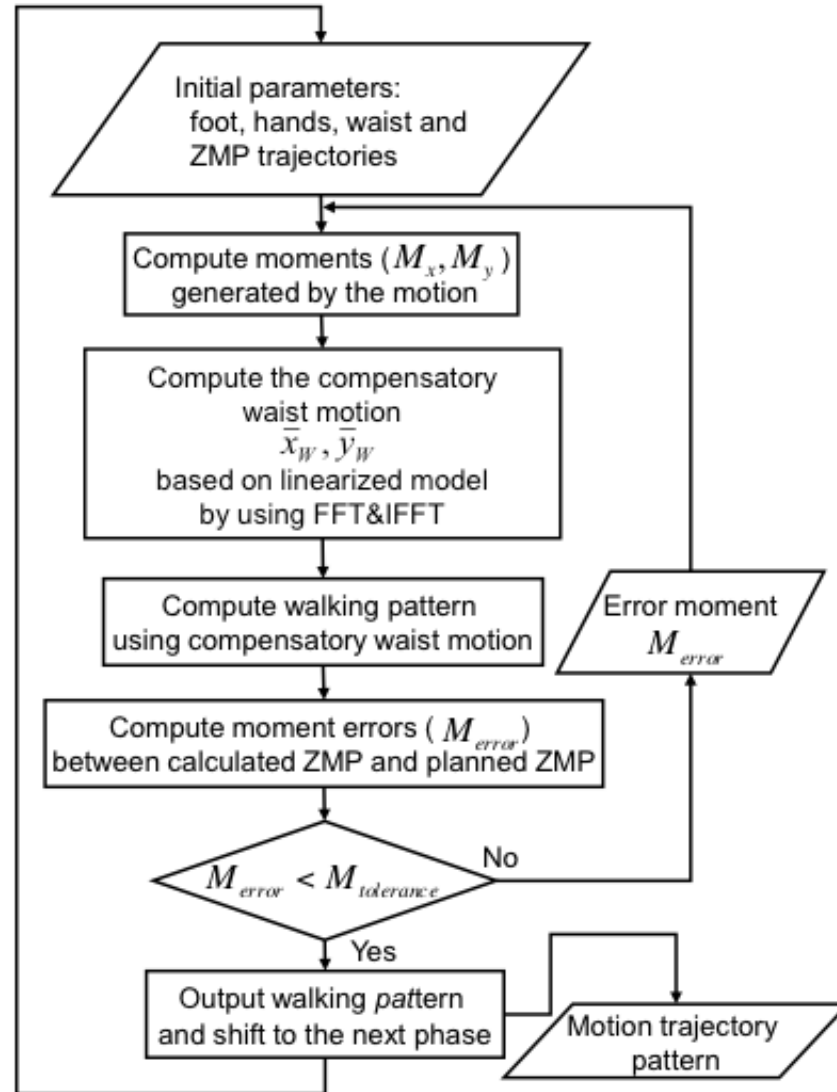 Initial parameters:
foot, hands, waist and
ZMP trajectories
Compute moments (M_x, M_y)
generated by the motion
Compute the compensatory
waist motion
x̄_W, ȳ_W
based on linearized model
by using FFT&IFFT
Compute walking pattern
using compensatory waist motion
Error moment
M_error
Compute moment errors ( M_error)
between calculated ZMP and planned ZMP
M_error < M_tolerance
No
Yes
Output walking pattern
and shift to the next phase
Motion trajectory
pattern